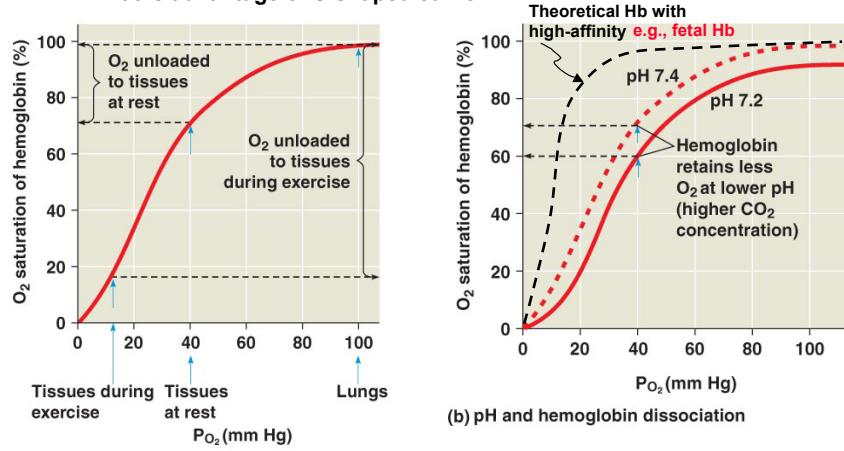 O2 saturation of hemoglobin (%)
100
80
60
40
20
0
O2 unloaded
to tissues
at rest
O2 unloaded
to tissues
during exercise
0 20 40 60 80 100
Tissues during
exercise
Tissues
at rest
Lungs
PO2 (mm Hg)
Theoretical Hb with
high-affinity e.g., fetal Hb
O2 saturation of hemoglobin (%)
100
80
60
40
20
0
pH 7.4
pH 7.2
Hemoglobin
retains less
O2 at lower pH
(higher CO2
concentration)
0 20 40 60 80 100
PO2 (mm Hg)
(b) pH and hemoglobin dissociation